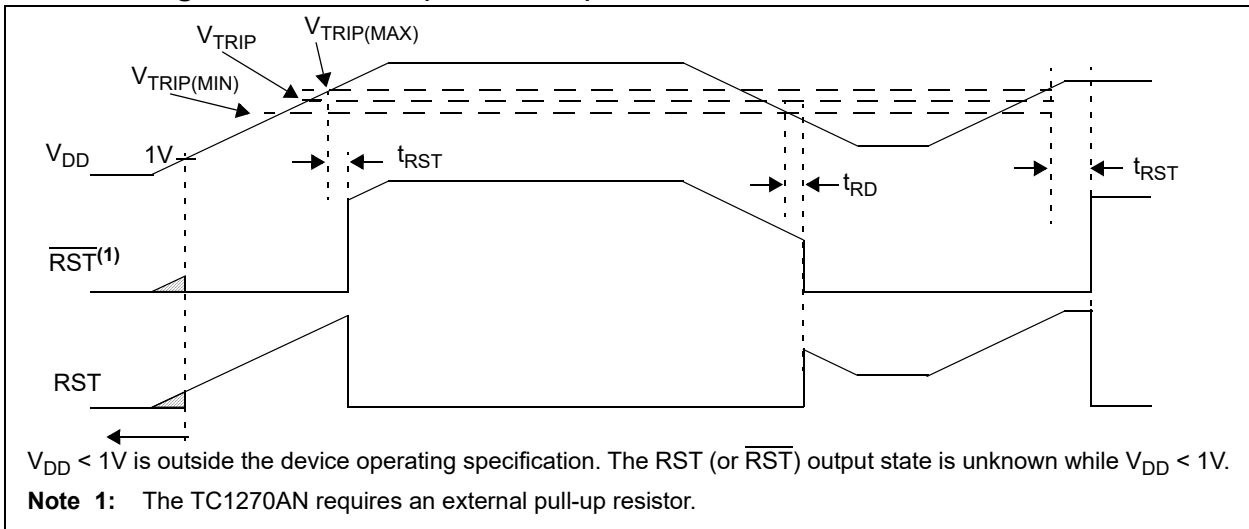 V_TRIP
V_TRIP(MAX)
V_TRIP(MIN)
V_DD
1V
t_RST
t_RD
t_RST
R̅S̅T̅(1)
RST
V_DD < 1V is outside the device operating specification. The RST (or R̅S̅T̅) output state is unknown while V_DD < 1V.
Note 1: The TC1270AN requires an external pull-up resistor.